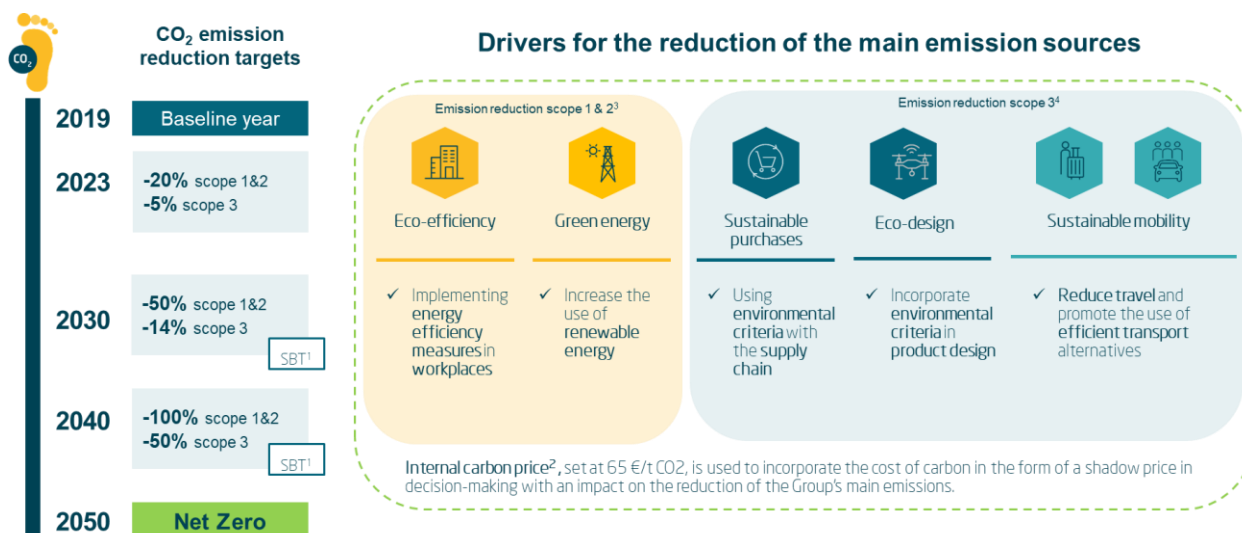 CO₂
CO₂ emission
reduction targets
2019
Baseline year
2023
-20% scope 1&2
-5% scope 3
2030
-50% scope 1&2
-14% scope 3
SBT¹
2040
-100% scope 1&2
-50% scope 3
SBT¹
2050
Net Zero
Drivers for the reduction of the main emission sources
Emission reduction scope 1 & 2³
Eco-efficiency
✓ Implementing
energy
efficiency
measures in
workplaces
Green energy
✓ Increase the
use of
renewable
energy
Emission reduction scope 3⁴
Sustainable
purchases
✓ Using
environmental
criteria with
the supply
chain
Eco-design
✓ Incorporate
environmental
criteria in
product design
Sustainable mobility
✓ Reduce travel and
promote the use of
efficient transport
alternatives
Internal carbon price², set at 65 €/t CO2, is used to incorporate the cost of carbon in the form of a shadow price in
decision-making with an impact on the reduction of the Group's main emissions.